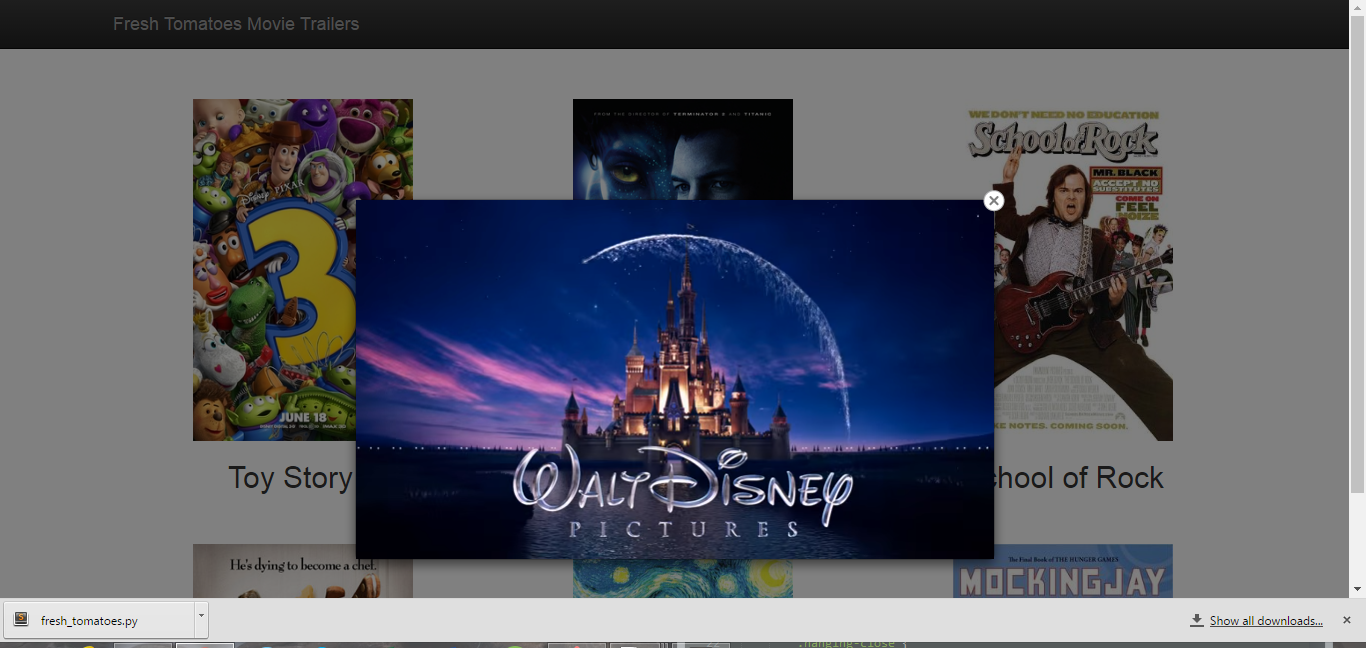 Fresh Tomatoes Movie Trailers
FROM THE DIRECTOR OF TERMINATOR 2 AND TITANIC
WE DON'T NEED NO EDUCATION
School of Rock
MR. BLACK
ACCEPT NO
SUBSTITUTES
COME ON
FEEL
NOIZE
DISNEY PIXAR
3
JUNE 18
WALT DISNEY
PICTURES
KE NOTES. COMING SOON.
Toy Story
chool of Rock
He's dying to become a chef.
The Final Book of THE HUNGER GAMES
MOCKINGJAY
fresh_tomatoes.py
Show all downloads...
.hanging-close {